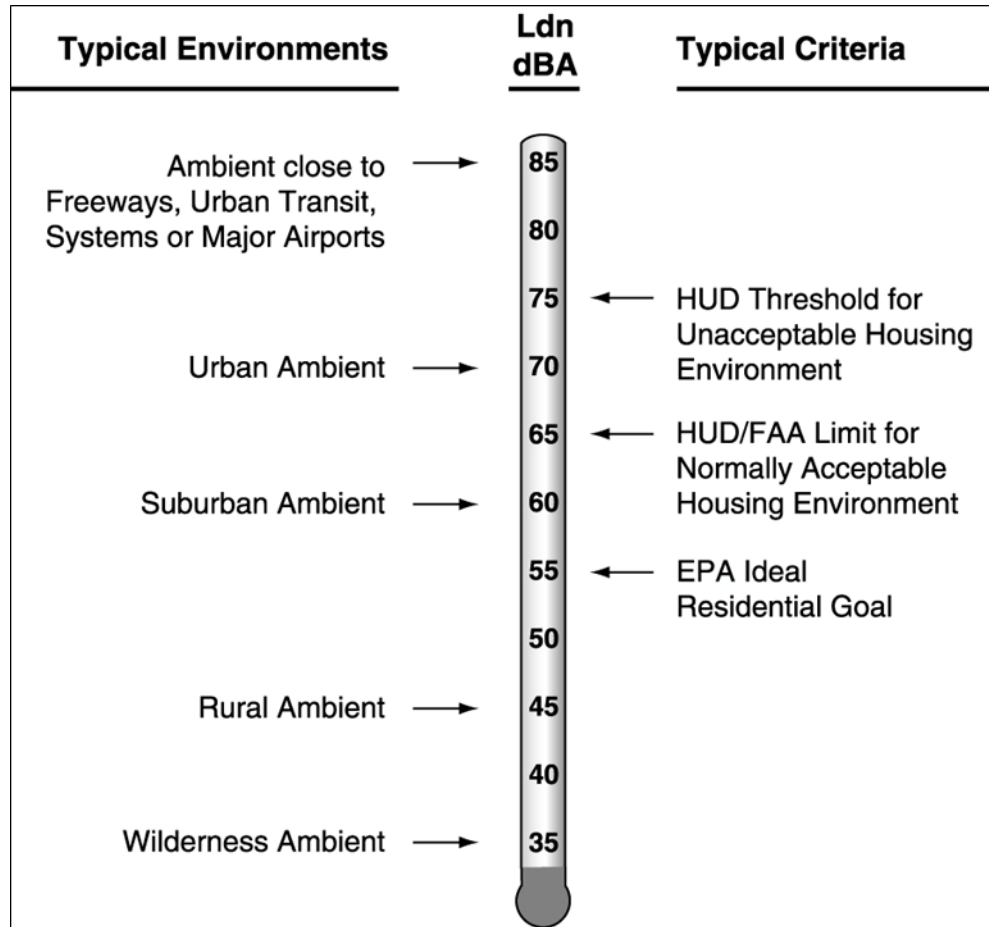 Typical Environments
Ldn
dBA
Typical Criteria
Ambient close to
Freeways, Urban Transit,
Systems or Major Airports
85
80
75
HUD Threshold for
Unacceptable Housing
Environment
Urban Ambient
70
65
HUD/FAA Limit for
Normally Acceptable
Housing Environment
Suburban Ambient
60
55
EPA Ideal
Residential Goal
50
Rural Ambient
45
40
Wilderness Ambient
35